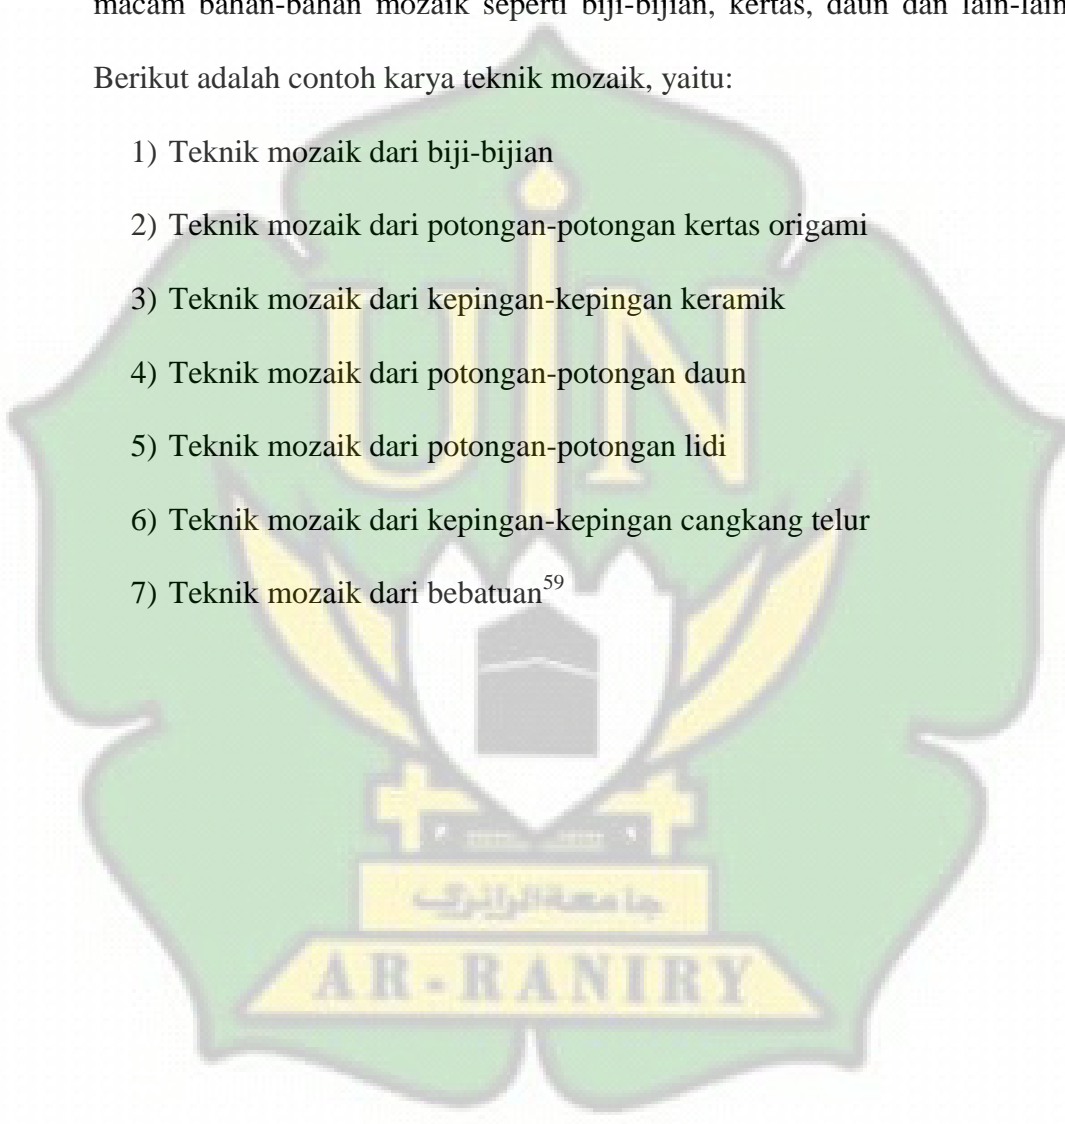 macam bahan-bahan mozaik seperti biji-bijian, kertas, daun dan lain-lain
Berikut adalah contoh karya teknik mozaik, yaitu:
1) Teknik mozaik dari biji-bijian
2) Teknik mozaik dari potongan-potongan kertas origami
3) Teknik mozaik dari kepingan-kepingan keramik
4) Teknik mozaik dari potongan-potongan daun
5) Teknik mozaik dari potongan-potongan lidi
6) Teknik mozaik dari kepingan-kepingan cangkang telur
7) Teknik mozaik dari bebatuan59
UIN
جامعة الرانري
AR-RANIRY